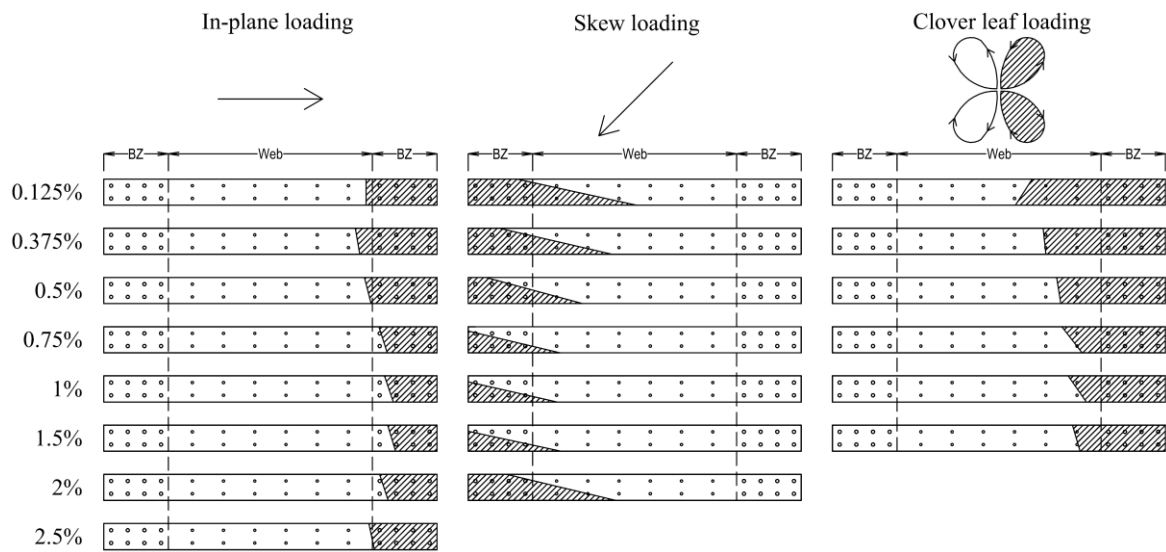 In-plane loading
Skew loading
Clover leaf loading
BZ Web BZ
BZ Web BZ
BZ Web BZ
0.125%
0.375%
0.5%
0.75%
1%
1.5%
2%
2.5%